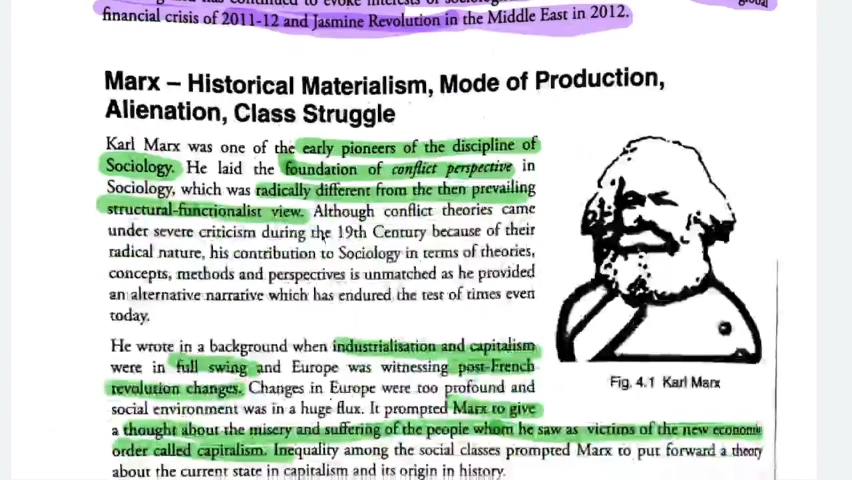 financial crisis of 2011-12 and Jasmine Revolution in the Middle East in 2012.
Marx – Historical Materialism, Mode of Production,
Alienation, Class Struggle
Karl Marx was one of the early pioneers of the discipline of
Sociology. He laid the foundation of conflict perspective in
Sociology, which was radically different from the then prevailing
structural-functionalist view. Although conflict theories came
under severe criticism during the 19th Century because of their
radical nature, his contribution to Sociology in terms of theories,
concepts, methods and perspectives is unmatched as he provided
an alternative narrative which has endured the test of times even
today.
He wrote in a background when industrialisation and capitalism
were in full swing and Europe was witnessing post-French
revolution changes. Changes in Europe were too profound and
social environment was in a huge flux. It prompted Marx to give
a thought about the misery and suffering of the people whom he saw as victims of the new economic
order called capitalism. Inequality among the social classes prompted Marx to put forward a theory
about the current state in capitalism and its origin in history.
Fig. 4.1 Karl Marx